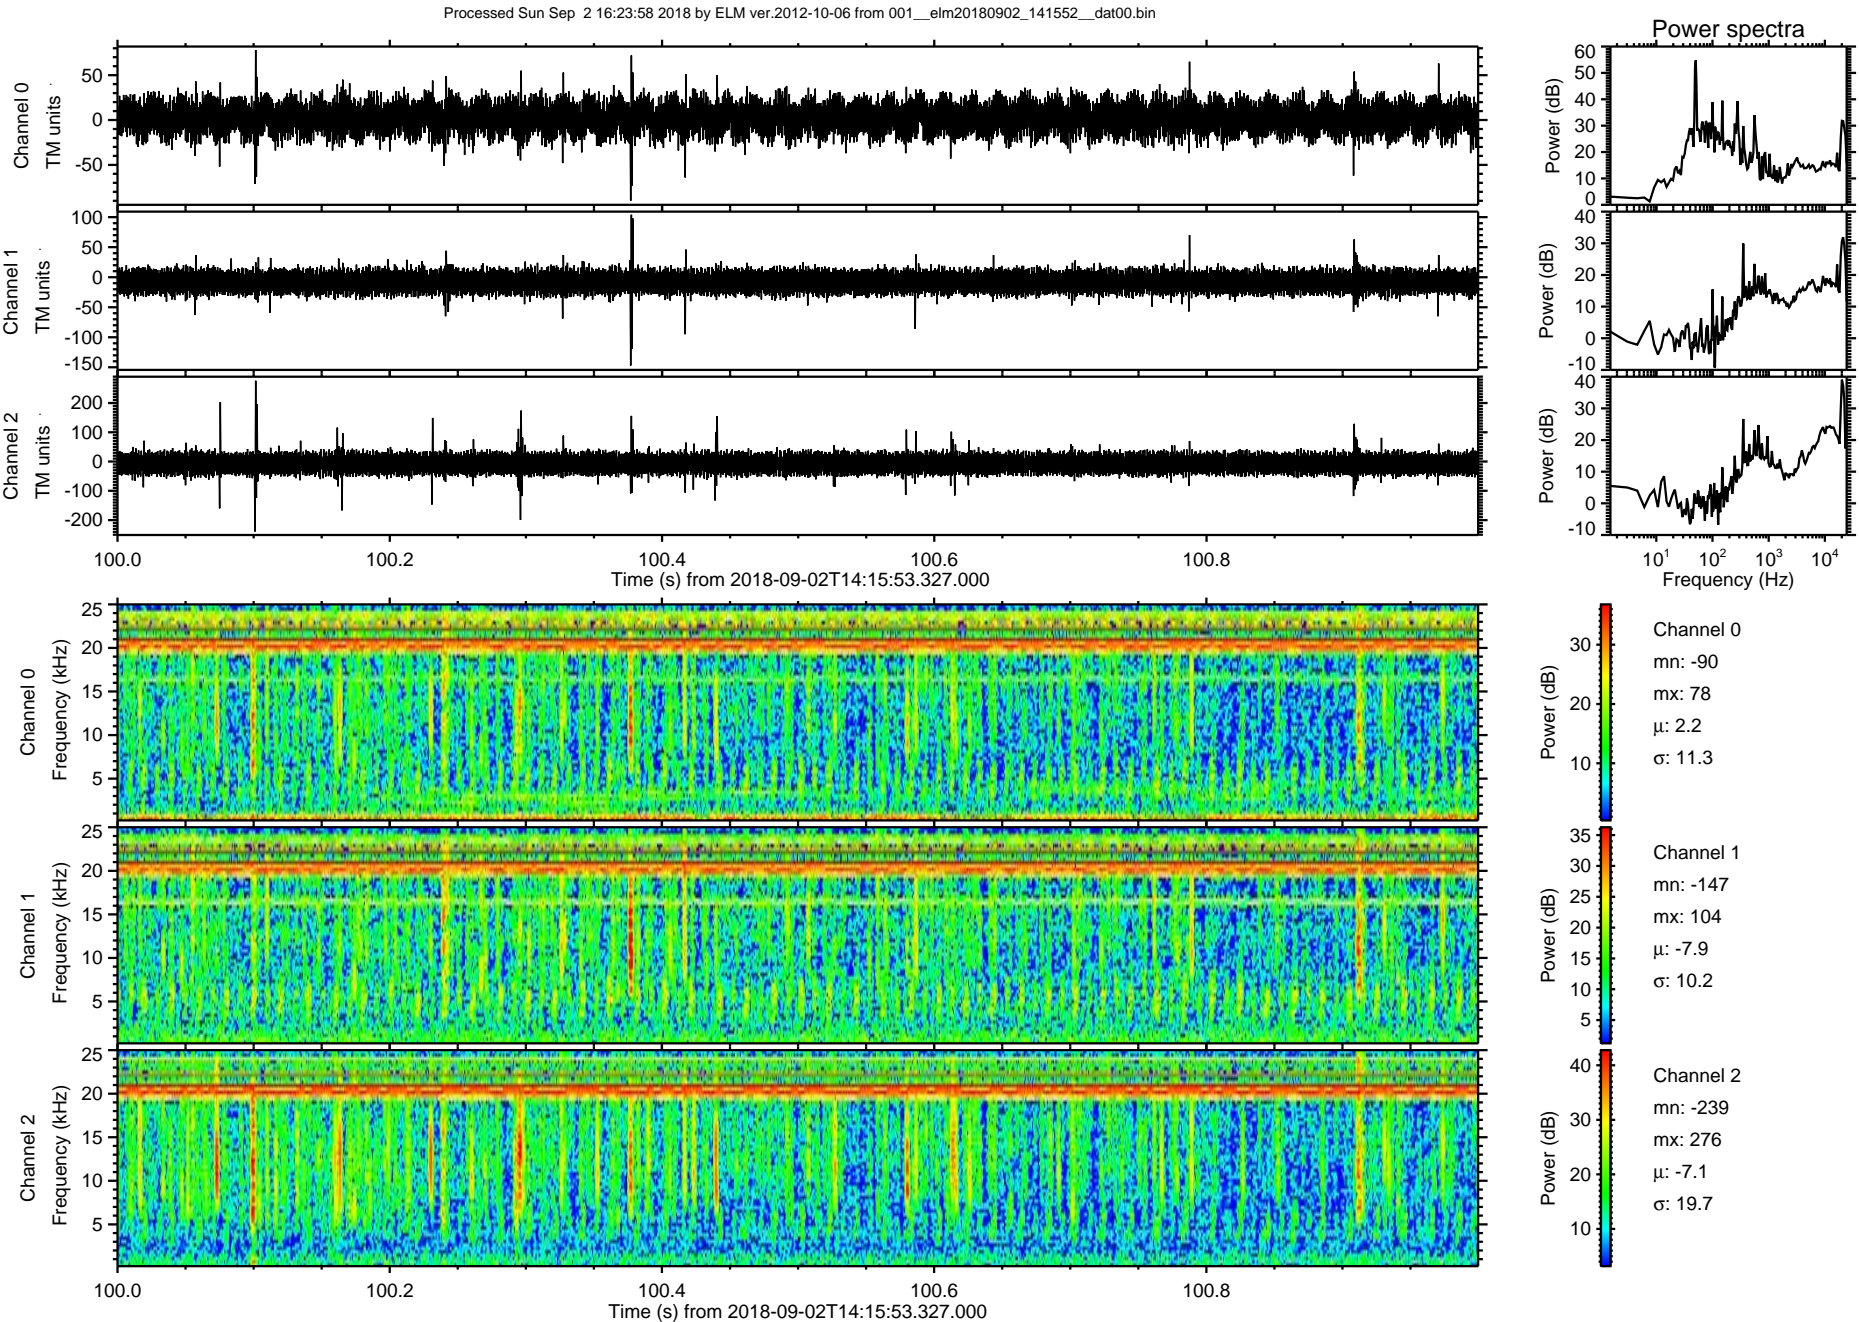 Processed Sun Sep 2 16:23:58 2018 by ELM ver.2012-10-06 from 001__elm20180902_141552__dat00.bin
Power spectra
Channel 0
TM units
50
0
-50
Power (dB)
60
50
40
30
20
10
0
Channel 1
TM units
100
50
0
-50
-100
-150
Power (dB)
40
30
20
10
0
-10
Channel 2
TM units
200
100
0
-100
-200
Power (dB)
40
30
20
10
0
-10
100.0 100.2 100.4 100.6 100.8
Time (s) from 2018-09-02T14:15:53.327.000
10^1 10^2 10^3 10^4
Frequency (Hz)
Channel 0
Frequency (kHz)
25
20
15
10
5
Power (dB)
30
20
10
Channel 0
mn: -90
mx: 78
μ: 2.2
σ: 11.3
Channel 1
Frequency (kHz)
25
20
15
10
5
Power (dB)
35
30
25
20
15
10
5
Channel 1
mn: -147
mx: 104
μ: -7.9
σ: 10.2
Channel 2
Frequency (kHz)
25
20
15
10
5
Power (dB)
40
30
20
10
Channel 2
mn: -239
mx: 276
μ: -7.1
σ: 19.7
100.0 100.2 100.4 100.6 100.8
Time (s) from 2018-09-02T14:15:53.327.000